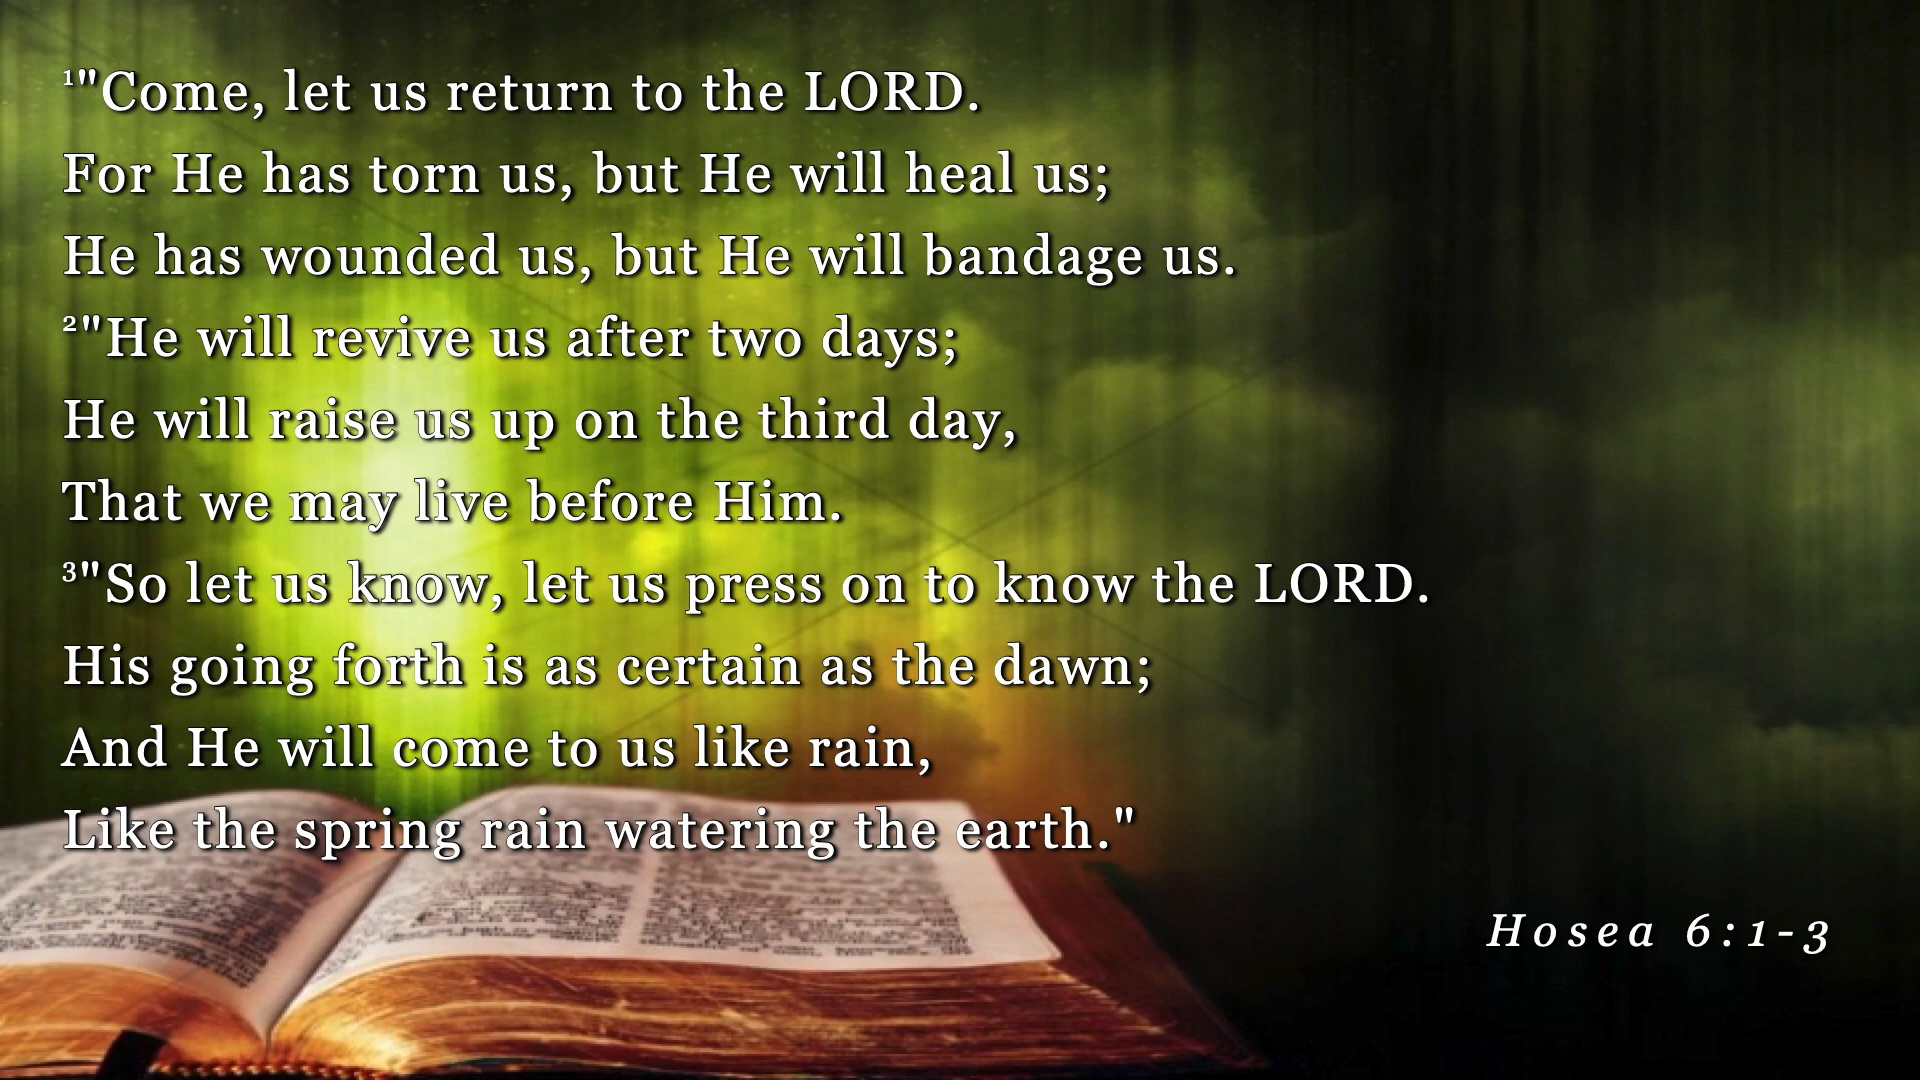 ¹"Come, let us return to the LORD.
For He has torn us, but He will heal us;
He has wounded us, but He will bandage us.
²"He will revive us after two days;
He will raise us up on the third day,
That we may live before Him.
³"So let us know, let us press on to know the LORD.
His going forth is as certain as the dawn;
And He will come to us like rain,
Like the spring rain watering the earth."
Hosea 6:1-3